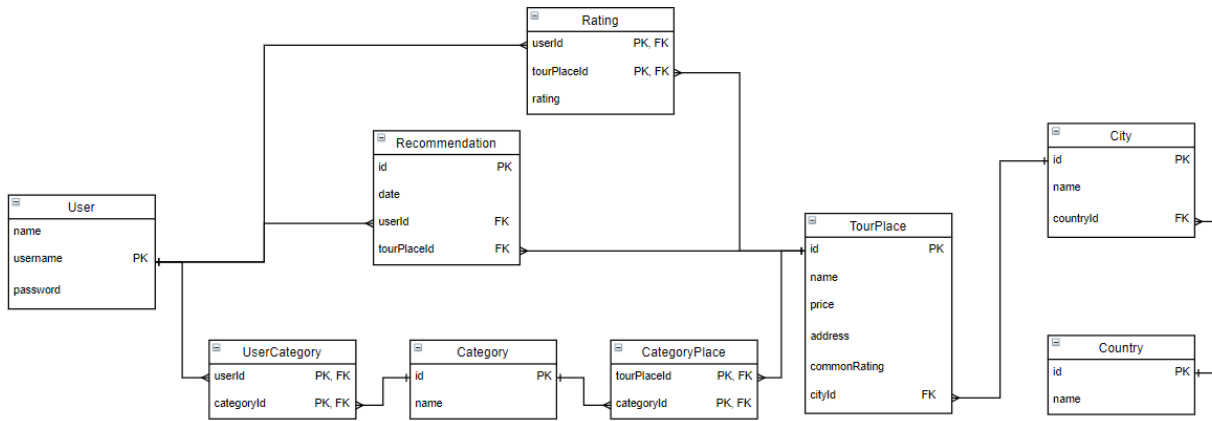 Rating
userId PK, FK
tourPlaceId PK, FK
rating
Recommendation
id PK
date
userId FK
tourPlaceId FK
User
name
username PK
password
UserCategory
userId PK, FK
categoryId PK, FK
Category
id PK
name
CategoryPlace
tourPlaceId PK, FK
categoryId PK, FK
TourPlace
id PK
name
price
address
commonRating
cityId FK
City
id PK
name
countryId FK
Country
id PK
name